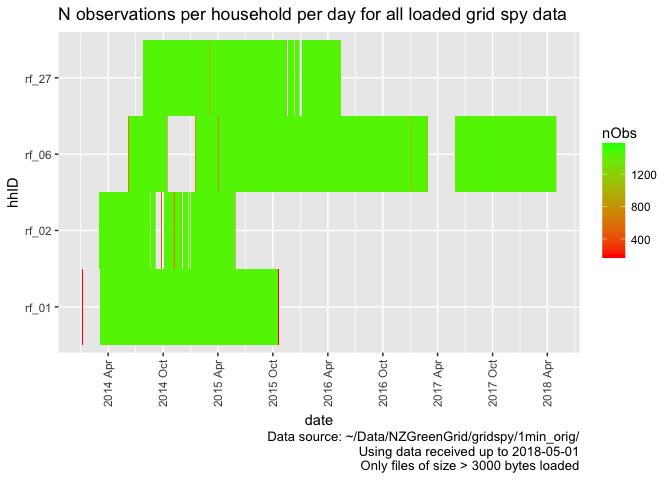 N observations per household per day for all loaded grid spy data
rf_27
rf_06
rf_02
rf_01
hhID
nObs
1200
800
400
2014 Apr
2014 Oct
2015 Apr
2015 Oct
2016 Apr
2016 Oct
2017 Apr
2017 Oct
2018 Apr
date
Data source: ~/Data/NZGreenGrid/gridspy/1min_orig/
Using data received up to 2018-05-01
Only files of size > 3000 bytes loaded